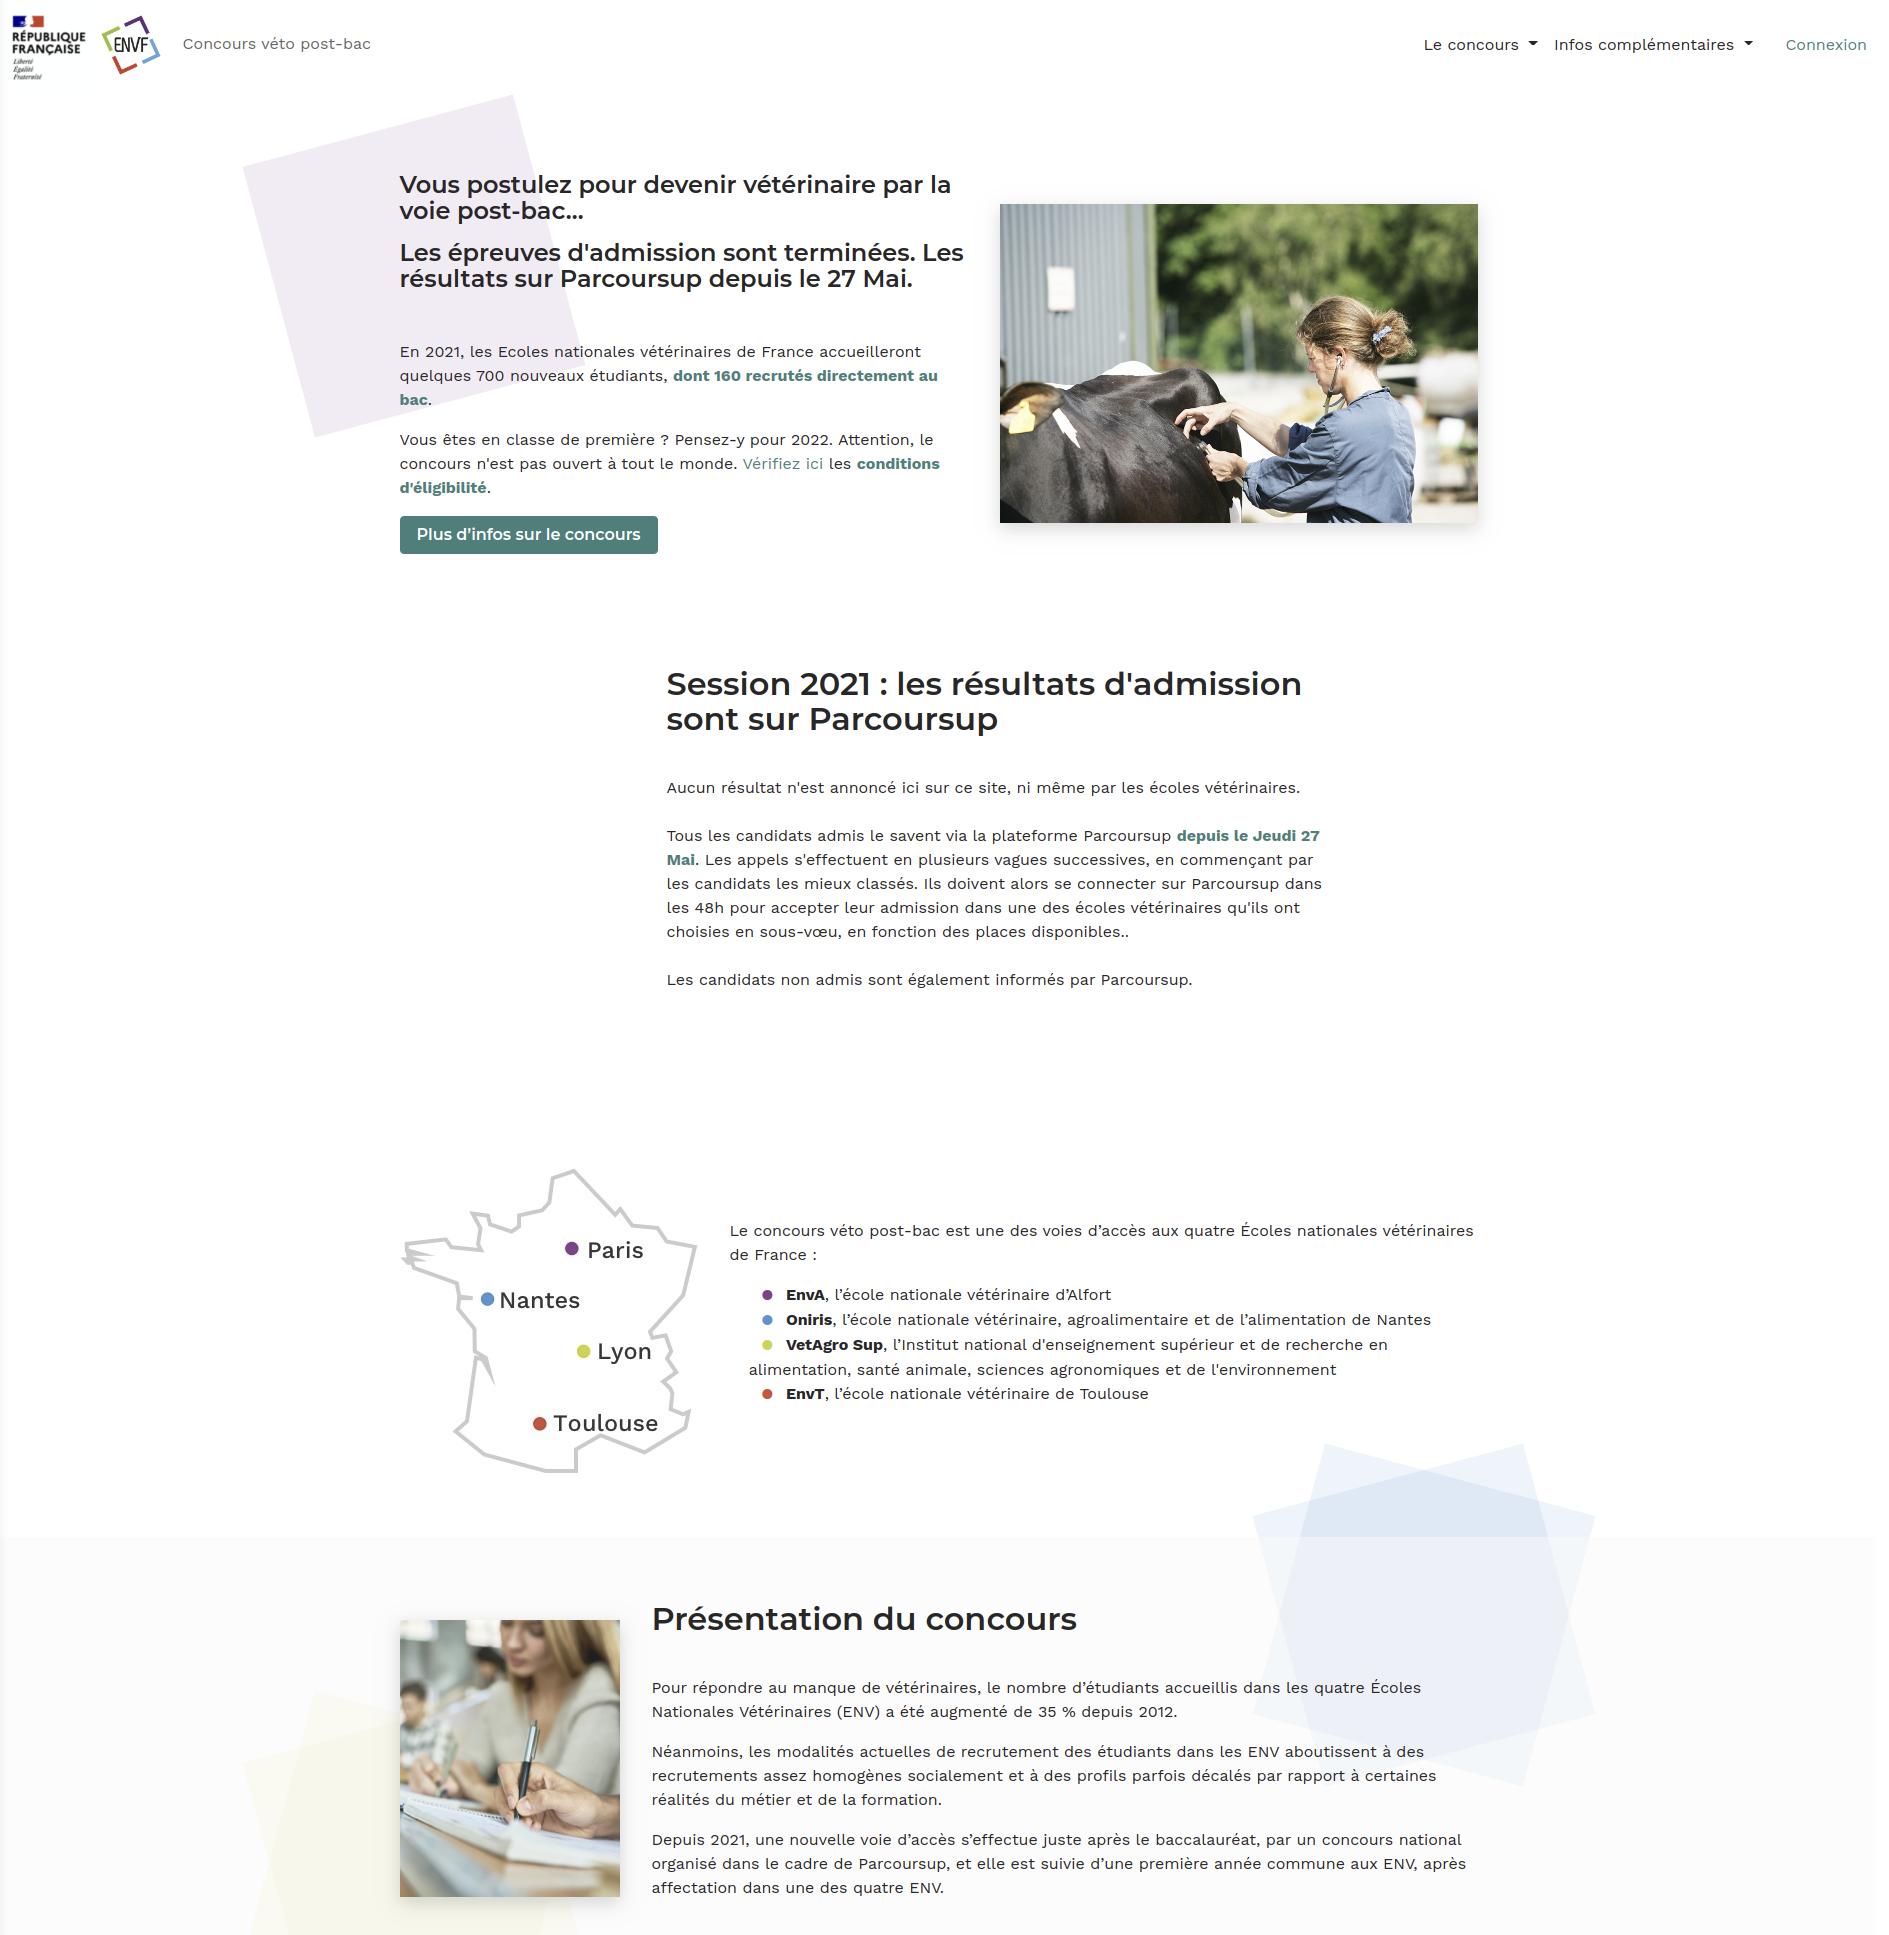 RÉPUBLIQUE
FRANÇAISE
Liberté
Égalité
Fraternité
ENVF
Concours véto post-bac
Le concours
Infos complémentaires
Connexion
Vous postulez pour devenir vétérinaire par la
voie post-bac...
Les épreuves d'admission sont terminées. Les
résultats sur Parcoursup depuis le 27 Mai.
En 2021, les Ecoles nationales vétérinaires de France accueilleront
quelques 700 nouveaux étudiants, dont 160 recrutés directement au
bac.
Vous êtes en classe de première ? Pensez-y pour 2022. Attention, le
concours n'est pas ouvert à tout le monde. Vérifiez ici les conditions
d'éligibilité.
Plus d'infos sur le concours
Session 2021 : les résultats d'admission
sont sur Parcoursup
Aucun résultat n'est annoncé ici sur ce site, ni même par les écoles vétérinaires.
Tous les candidats admis le savent via la plateforme Parcoursup depuis le Jeudi 27
Mai. Les appels s'effectuent en plusieurs vagues successives, en commençant par
les candidats les mieux classés. Ils doivent alors se connecter sur Parcoursup dans
les 48h pour accepter leur admission dans une des écoles vétérinaires qu'ils ont
choisies en sous-vœu, en fonction des places disponibles..
Les candidats non admis sont également informés par Parcoursup.
Paris
Nantes
Lyon
Toulouse
Le concours véto post-bac est une des voies d’accès aux quatre Écoles nationales vétérinaires
de France :
EnvA, l’école nationale vétérinaire d’Alfort
Oniris, l’école nationale vétérinaire, agroalimentaire et de l’alimentation de Nantes
VetAgro Sup, l’Institut national d'enseignement supérieur et de recherche en
alimentation, santé animale, sciences agronomiques et de l'environnement
EnvT, l’école nationale vétérinaire de Toulouse
Présentation du concours
Pour répondre au manque de vétérinaires, le nombre d’étudiants accueillis dans les quatre Écoles
Nationales Vétérinaires (ENV) a été augmenté de 35 % depuis 2012.
Néanmoins, les modalités actuelles de recrutement des étudiants dans les ENV aboutissent à des
recrutements assez homogènes socialement et à des profils parfois décalés par rapport à certaines
réalités du métier et de la formation.
Depuis 2021, une nouvelle voie d’accès s’effectue juste après le baccalauréat, par un concours national
organisé dans le cadre de Parcoursup, et elle est suivie d’une première année commune aux ENV, après
affectation dans une des quatre ENV.